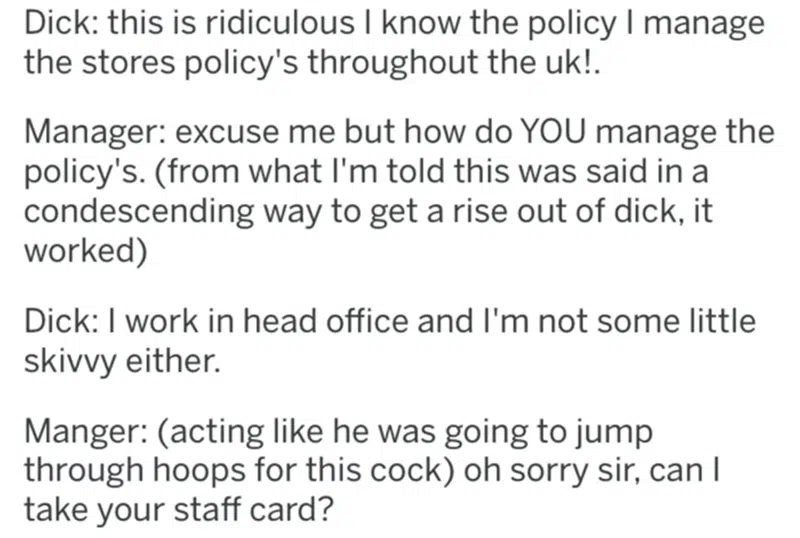 Dick: this is ridiculous I know the policy I manage
the stores policy's throughout the uk!.
Manager: excuse me but how do YOU manage the
policy's. (from what I'm told this was said in a
condescending way to get a rise out of dick, it
worked)
Dick: I work in head office and I'm not some little
skivvy either.
Manger: (acting like he was going to jump
through hoops for this cock) oh sorry sir, can I
take your staff card?